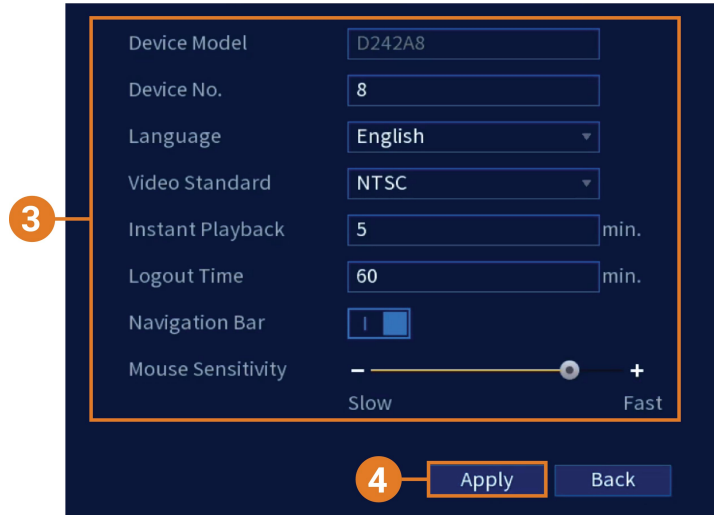 Device Model D242A8
Device No. 8
Language English
Video Standard NTSC
3
Instant Playback 5 min.
Logout Time 60 min.
Navigation Bar
Mouse Sensitivity − +
Slow Fast
4 Apply Back